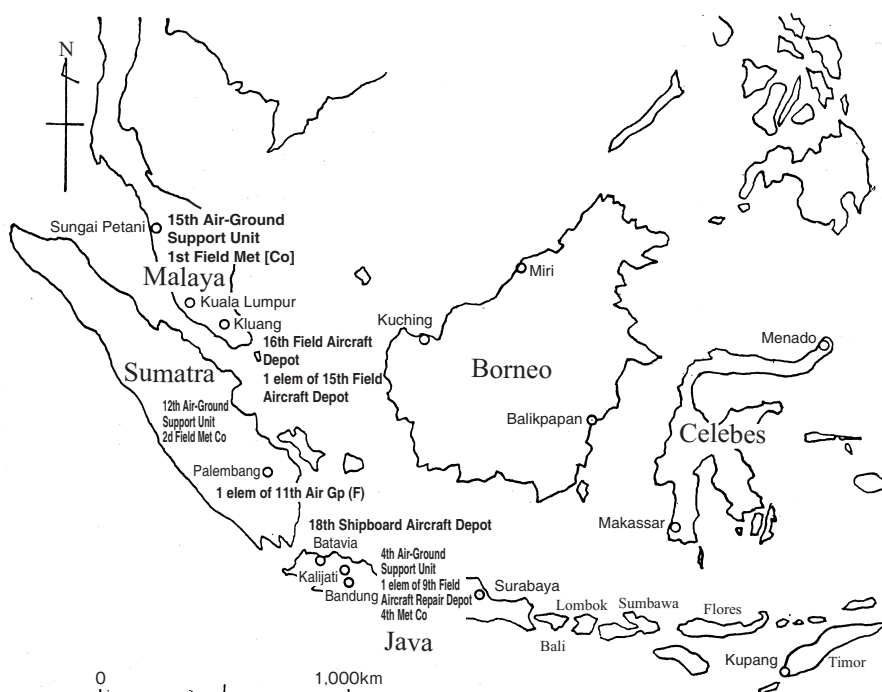 N
Sungai Petani
15th Air-Ground
Support Unit
1st Field Met [Co]
Malaya
Kuala Lumpur
Kluang
16th Field Aircraft
Depot
1 elem of 15th Field
Aircraft Depot
Sumatra
12th Air-Ground
Support Unit
2d Field Met Co
Palembang
1 elem of 11th Air Gp (F)
Miri
Kuching
Borneo
Balikpapan
Menado
Celebes
Makassar
18th Shipboard Aircraft Depot
Batavia
Kalijati
Bandung
4th Air-Ground
Support Unit
1 elem of 9th Field
Aircraft Repair Depot
4th Met Co
Java
Surabaya
Bali
Lombok
Sumbawa
Flores
Kupang
Timor
0
1,000km